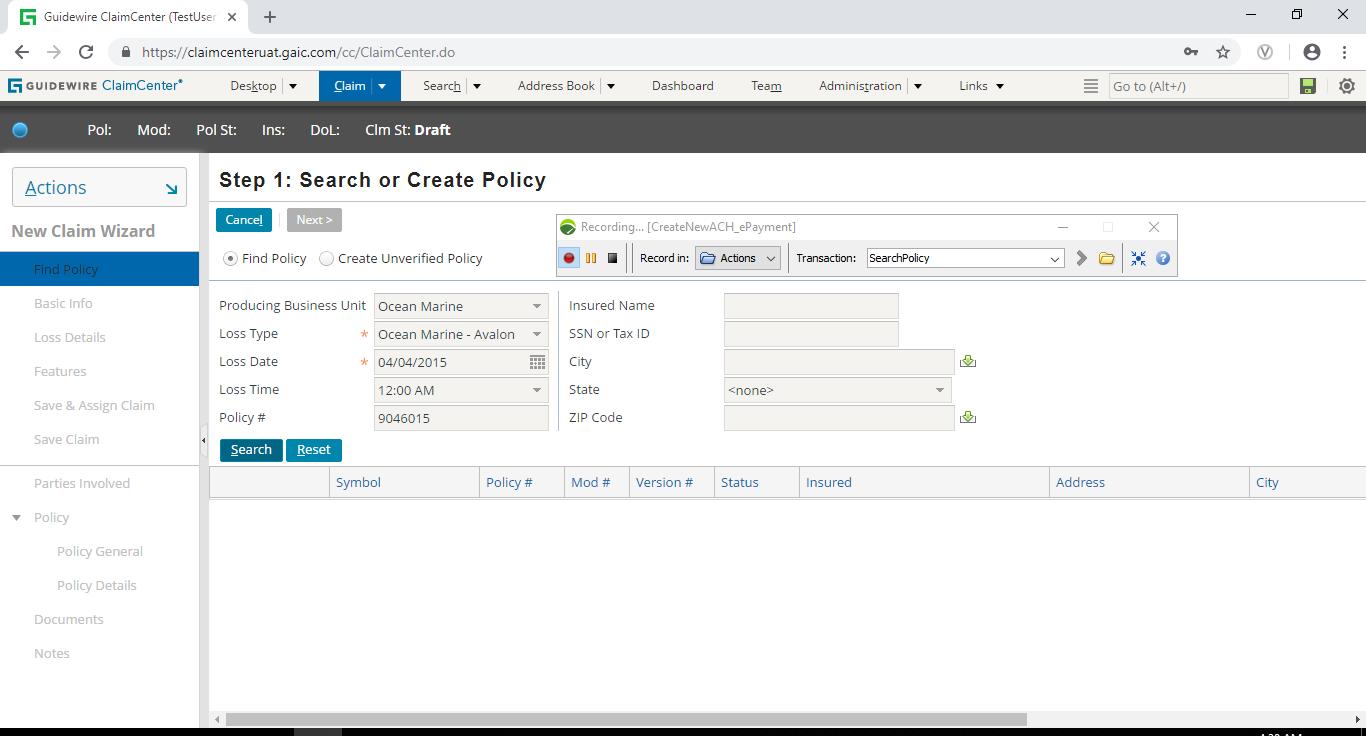 Guidewire ClaimCenter (TestUser
https://claimcenteruat.gaic.com/cc/ClaimCenter.do
GUIDEWIRE ClaimCenter Desktop Claim Search Address Book Dashboard Team Administration Links Go to (Alt+/)
Pol: Mod: Pol St: Ins: DoL: Clm St: Draft
Actions
New Claim Wizard
Find Policy
Basic Info
Loss Details
Features
Save & Assign Claim
Save Claim
Parties Involved
Policy
Policy General
Policy Details
Documents
Notes
Step 1: Search or Create Policy
Cancel Next >
Recording... [CreateNewACH_ePayment]
Record in: Actions Transaction: SearchPolicy
Find Policy Create Unverified Policy
Producing Business Unit Ocean Marine
Loss Type * Ocean Marine - Avalon
Loss Date * 04/04/2015
Loss Time 12:00 AM
Policy # 9046015
Insured Name
SSN or Tax ID
City
State <none>
ZIP Code
Search Reset
Symbol Policy # Mod # Version # Status Insured Address City